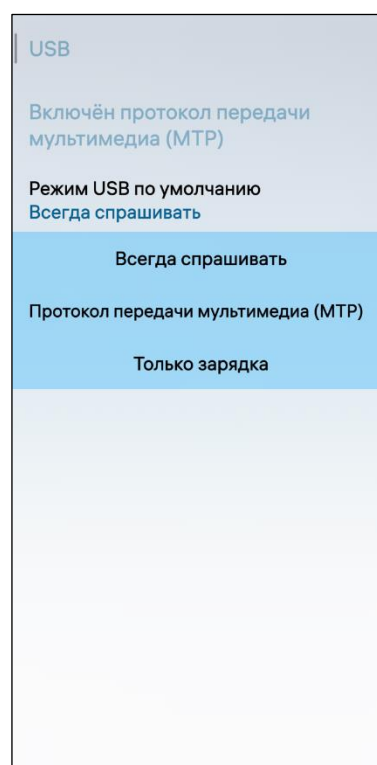 USB
Включён протокол передачи
мультимедиа (MTP)
Режим USB по умолчанию
Всегда спрашивать
Всегда спрашивать
Протокол передачи мультимедиа (MTP)
Только зарядка